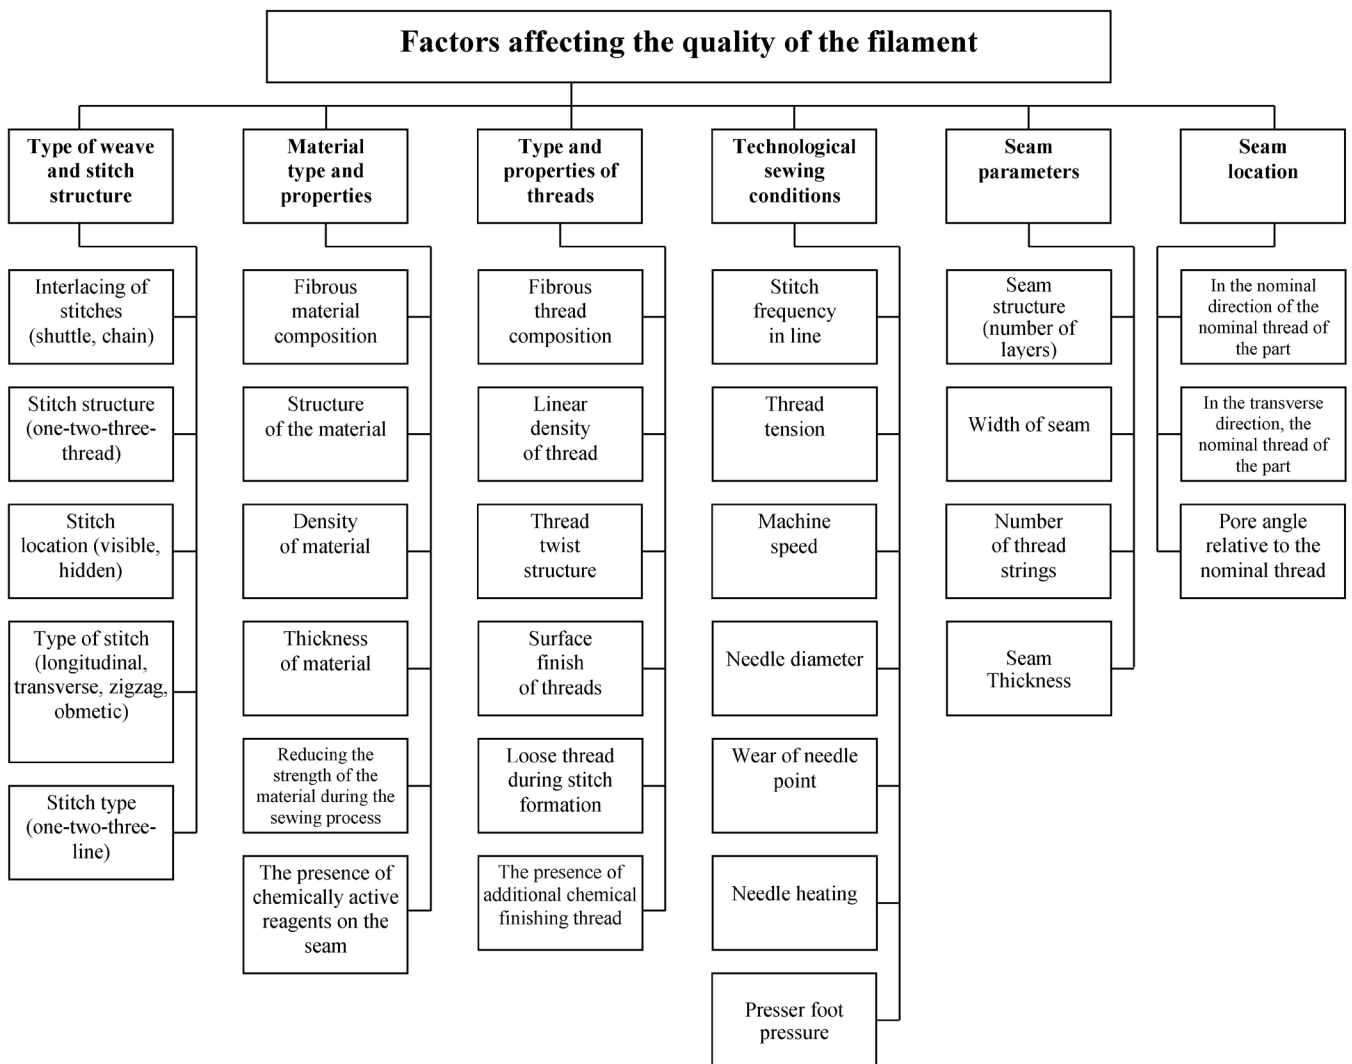 Factors affecting the quality of the filament
Type of weave
and stitch
structure
Interlacing of
stitches
(shuttle, chain)
Stitch structure
(one-two-three-
thread)
Stitch
location (visible,
hidden)
Type of stitch
(longitudinal,
transverse, zigzag,
obmetic)
Stitch type
(one-two-three-
line)
Material
type and
properties
Fibrous
material
composition
Structure
of the material
Density
of material
Thickness
of material
Reducing the
strength of the
material during the
sewing process
The presence of
chemically active
reagents on the
seam
Type and
properties of
threads
Fibrous
thread
composition
Linear
density
of thread
Thread
twist
structure
Surface
finish
of threads
Loose thread
during stitch
formation
The presence of
additional chemical
finishing thread
Technological
sewing
conditions
Stitch
frequency
in line
Thread
tension
Machine
speed
Needle diameter
Wear of needle
point
Needle heating
Presser foot
pressure
Seam
parameters
Seam
structure
(number of
layers)
Width of seam
Number
of thread
strings
Seam
Thickness
Seam
location
In the nominal
direction of the
nominal thread of
the part
In the transverse
direction, the
nominal thread of
the part
Pore angle
relative to the
nominal thread